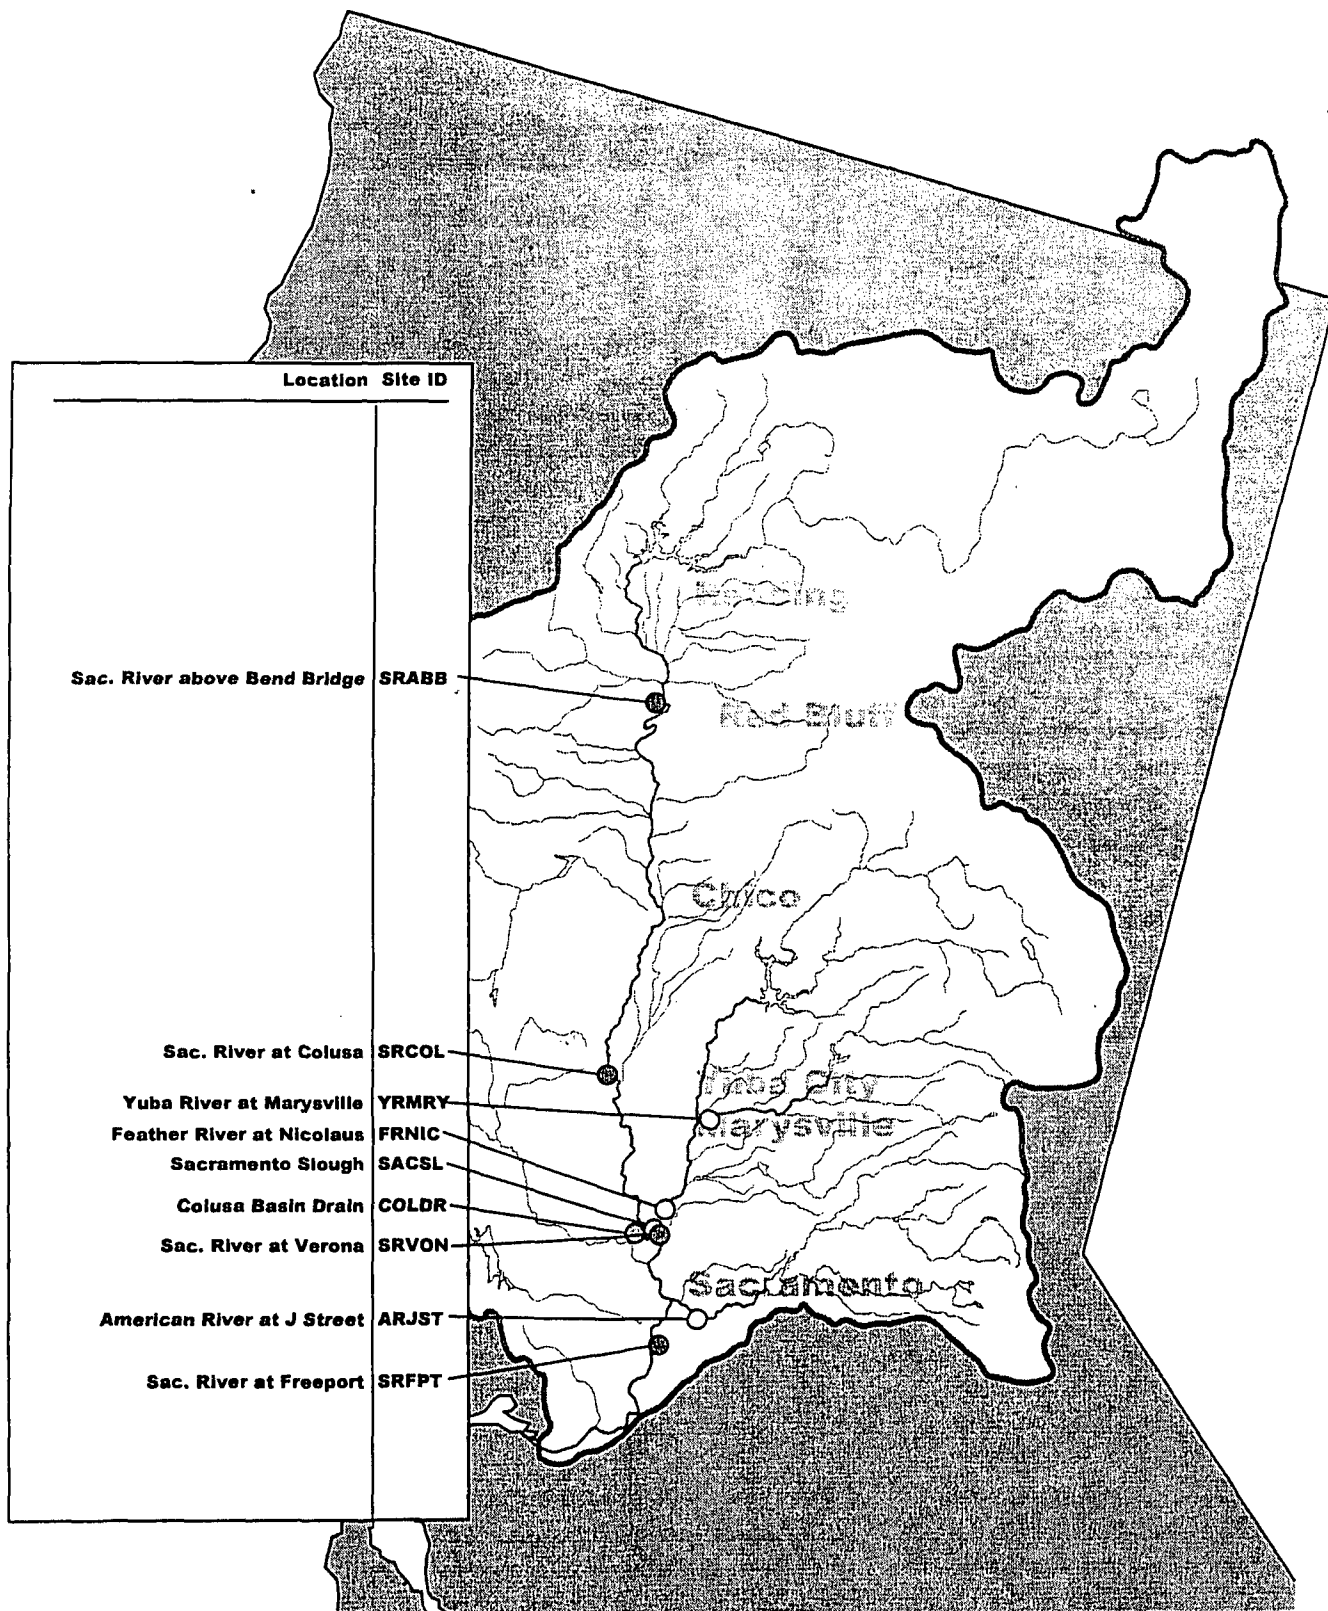 Location Site ID
Redding
Sac. River above Bend Bridge SRABB
Red Bluff
Chico
Sac. River at Colusa SRCOL
Yuba City
Yuba River at Marysville YRMRY
Marysville
Feather River at Nicolaus FRNIC
Sacramento Slough SACSL
Colusa Basin Drain COLDR
Sac. River at Verona SRVON
Sacramento
American River at J Street ARJST
Sac. River at Freeport SRFPT